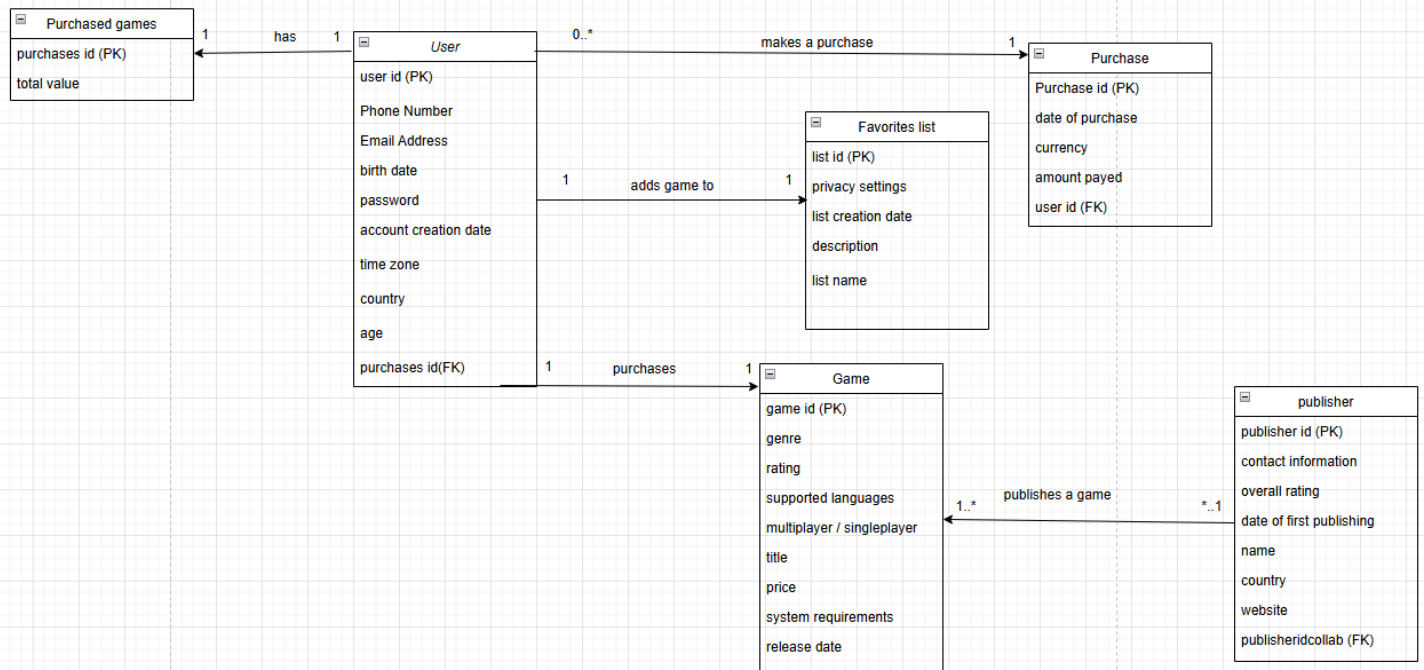 Purchased games
purchases id (PK)
total value
1
has
1
User
user id (PK)
Phone Number
Email Address
birth date
password
account creation date
time zone
country
age
purchases id(FK)
0..*
makes a purchase
1
Purchase
Purchase id (PK)
date of purchase
currency
amount payed
user id (FK)
1
adds game to
1
Favorites list
list id (PK)
privacy settings
list creation date
description
list name
1
purchases
1
Game
game id (PK)
genre
rating
supported languages
multiplayer / singleplayer
title
price
system requirements
release date
1..*
publishes a game
*..1
publisher
publisher id (PK)
contact information
overall rating
date of first publishing
name
country
website
publisheridcollab (FK)